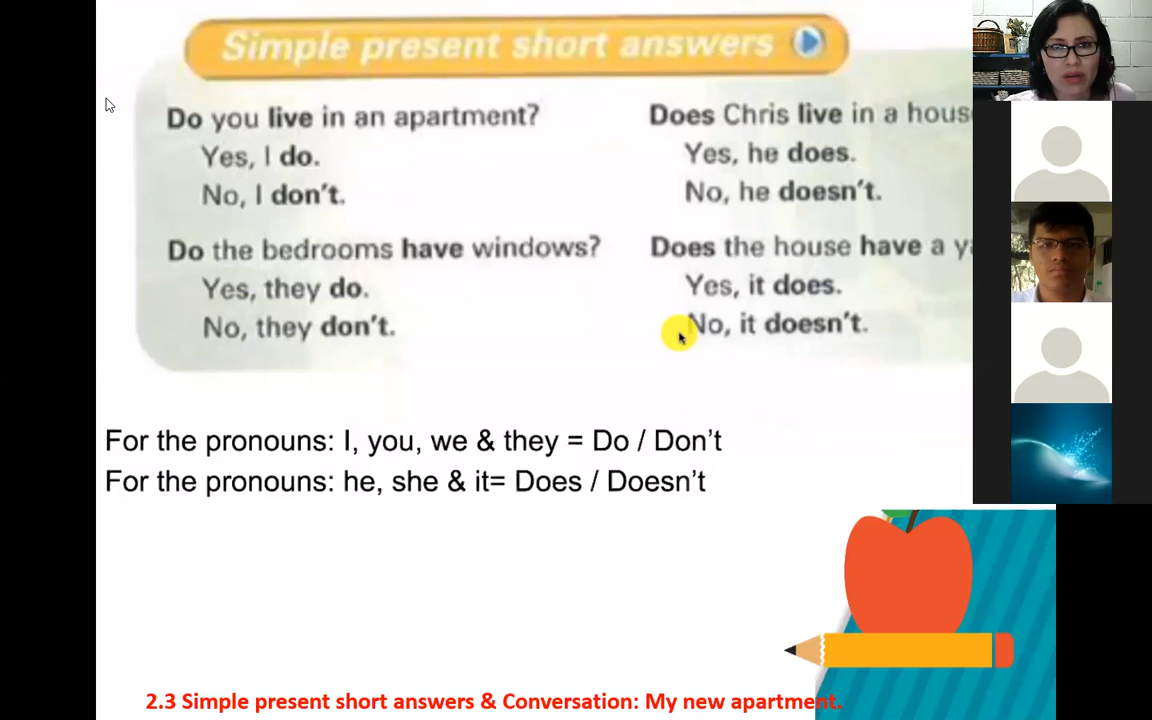 Simple present short answers
Do you live in an apartment?
Yes, I do.
No, I don't.
Do the bedrooms have windows?
Yes, they do.
No, they don't.
Does Chris live in a hous
Yes, he does.
No, he doesn't.
Does the house have a y
Yes, it does.
No, it doesn't.
For the pronouns: I, you, we & they = Do / Don't
For the pronouns: he, she & it= Does / Doesn't
2.3 Simple present short answers & Conversation: My new apartment.